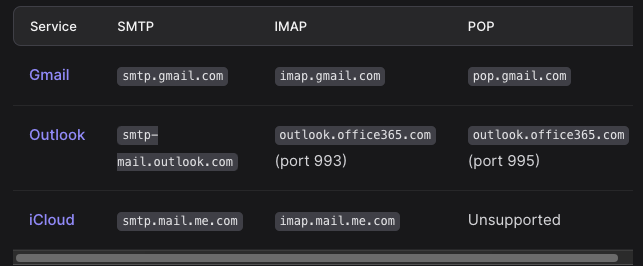 Service SMTP IMAP POP
Gmail smtp.gmail.com imap.gmail.com pop.gmail.com
Outlook smtp- outlook.office365.com outlook.office365.com
mail.outlook.com (port 993) (port 995)
iCloud smtp.mail.me.com imap.mail.me.com Unsupported